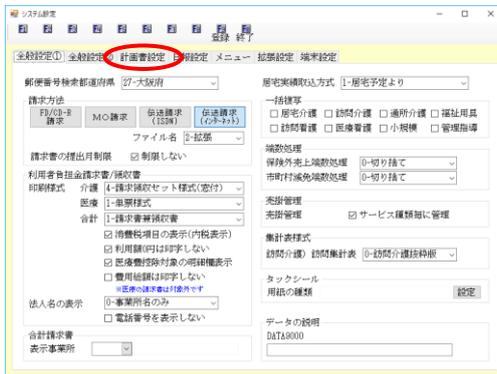 システム設定
F1 F2 F3 F4 F5 F6 F7 F8 F9
登録 終了
全般設定① 全般設定② 計画書設定 日報設定 メニュー 拡張設定 端末設定
郵便番号検索都道府県 27-大阪府
請求方法
FD/CD-R請求 MO請求 伝送請求(ISDN) 伝送請求(インターネット)
ファイル名 2-拡張
請求書の提出月制限 制限しない
利用者負担金請求書/領収書
印刷様式 介護 4-請求領収セット様式(窓付)
医療 1-単票様式
合計 1-請求書兼領収書
消費税項目の表示(内税表示)
利用額0円は印字しない
医療費控除対象の明細欄表示
費用総額は印字しない
※医療の請求書は対象外です
法人名の表示 0-事業所名のみ
電話番号を表示しない
合計請求書
表示事業所
居宅実績取込方式 1-居宅予定より
一括複写
居宅介護 訪問介護 通所介護 福祉用具
訪問看護 医療看護 小規模 管理指導
端数処理
保険外売上端数処理 0-切り捨て
市町村減免端数処理 0-切り捨て
売掛管理
売掛管理 サービス種類毎に管理
集計表様式
訪問介護) 訪問集計表 0-訪問介護抜粋版
タックシール
用紙の種類 設定
データの説明
DATA9000